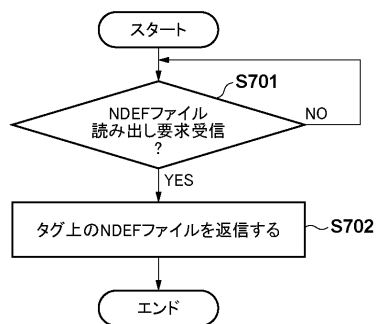 スタート
S701
NDEFファイル
読み出し要求受信
?
NO
YES
タグ上のNDEFファイルを返信する
S702
エンド